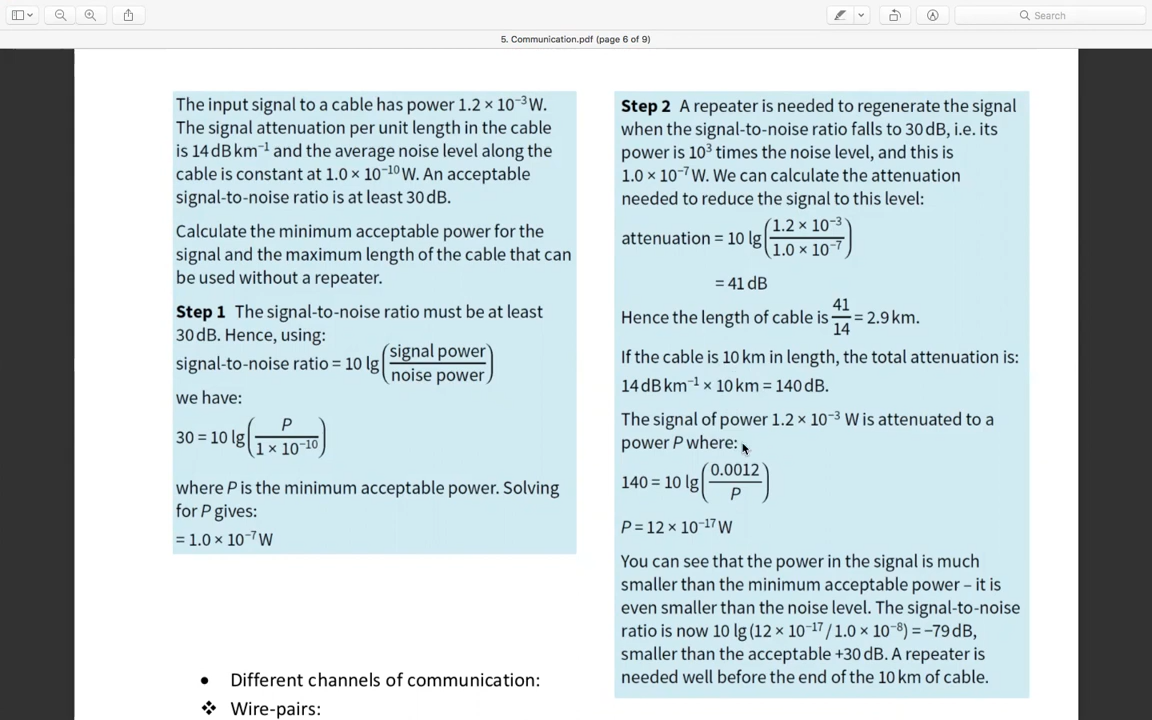 Search
5. Communication.pdf (page 6 of 9)
The input signal to a cable has power 1.2 × 10⁻³ W.
The signal attenuation per unit length in the cable
is 14 dB km⁻¹ and the average noise level along the
cable is constant at 1.0 × 10⁻¹⁰ W. An acceptable
signal-to-noise ratio is at least 30 dB.
Calculate the minimum acceptable power for the
signal and the maximum length of the cable that can
be used without a repeater.
Step 1 The signal-to-noise ratio must be at least
30 dB. Hence, using:
signal-to-noise ratio = 10 lg(signal power / noise power)
we have:
30 = 10 lg(P / 1 × 10⁻¹⁰)
where P is the minimum acceptable power. Solving
for P gives:
= 1.0 × 10⁻⁷ W
Different channels of communication:
Wire-pairs:
Step 2 A repeater is needed to regenerate the signal
when the signal-to-noise ratio falls to 30 dB, i.e. its
power is 10³ times the noise level, and this is
1.0 × 10⁻⁷ W. We can calculate the attenuation
needed to reduce the signal to this level:
attenuation = 10 lg(1.2 × 10⁻³ / 1.0 × 10⁻⁷)
= 41 dB
Hence the length of cable is 41/14 = 2.9 km.
If the cable is 10 km in length, the total attenuation is:
14 dB km⁻¹ × 10 km = 140 dB.
The signal of power 1.2 × 10⁻³ W is attenuated to a
power P where:
140 = 10 lg(0.0012 / P)
P = 12 × 10⁻¹⁷ W
You can see that the power in the signal is much
smaller than the minimum acceptable power – it is
even smaller than the noise level. The signal-to-noise
ratio is now 10 lg (12 × 10⁻¹⁷ / 1.0 × 10⁻⁸) = −79 dB,
smaller than the acceptable +30 dB. A repeater is
needed well before the end of the 10 km of cable.